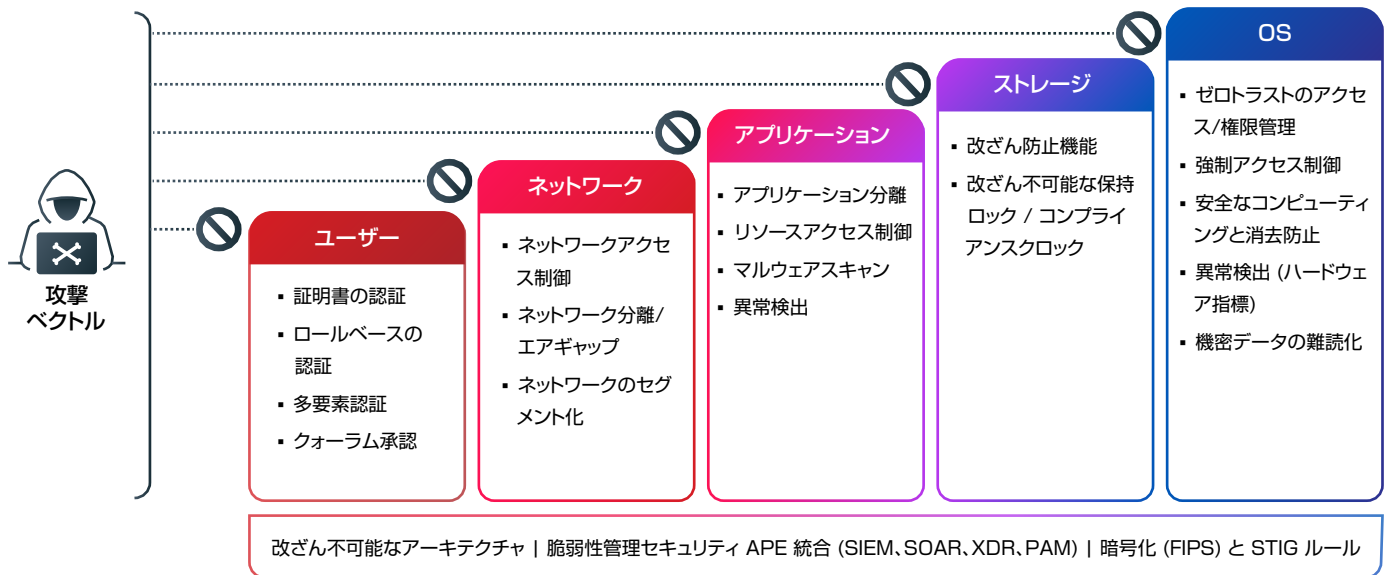 攻撃
ベクトル
ユーザー
▪ 証明書の認証
▪ ロールベースの
認証
▪ 多要素認証
▪ クォーラム承認
ネットワーク
▪ ネットワークアクセ
ス制御
▪ ネットワーク分離/
エアギャップ
▪ ネットワークのセグ
メント化
アプリケーション
▪ アプリケーション分離
▪ リソースアクセス制御
▪ マルウェアスキャン
▪ 異常検出
ストレージ
▪ 改ざん防止機能
▪ 改ざん不可能な保持
ロック / コンプライ
アンスクロック
OS
▪ ゼロトラストのアクセ
ス/権限管理
▪ 強制アクセス制御
▪ 安全なコンピューティ
ングと消去防止
▪ 異常検出 (ハードウェ
ア指標)
▪ 機密データの難読化
改ざん不可能なアーキテクチャ | 脆弱性管理セキュリティ APE 統合 (SIEM、SOAR、XDR、PAM) | 暗号化 (FIPS) と STIG ルール